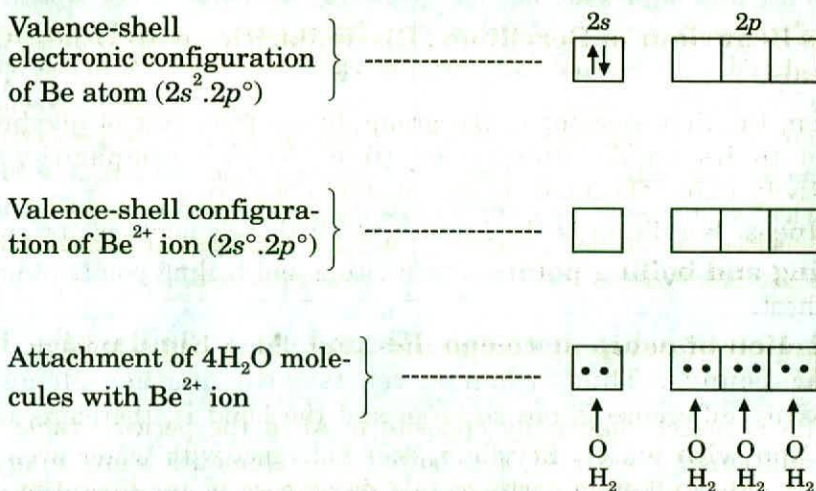 2s 2p
Valence-shell
electronic configuration
of Be atom (2s².2p°)
Valence-shell configura-
tion of Be²⁺ ion (2s°.2p°)
Attachment of 4H₂O mole-
cules with Be²⁺ ion
O O O O
H₂ H₂ H₂ H₂